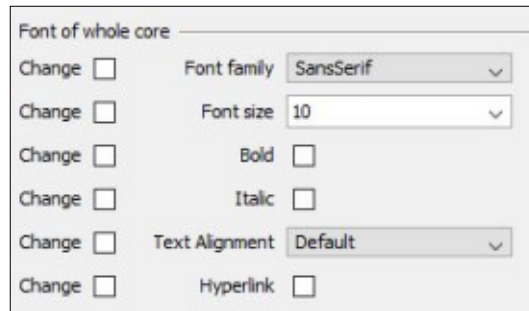 Font of whole core
Change Font family SansSerif
Change Font size 10
Change Bold
Change Italic
Change Text Alignment Default
Change Hyperlink